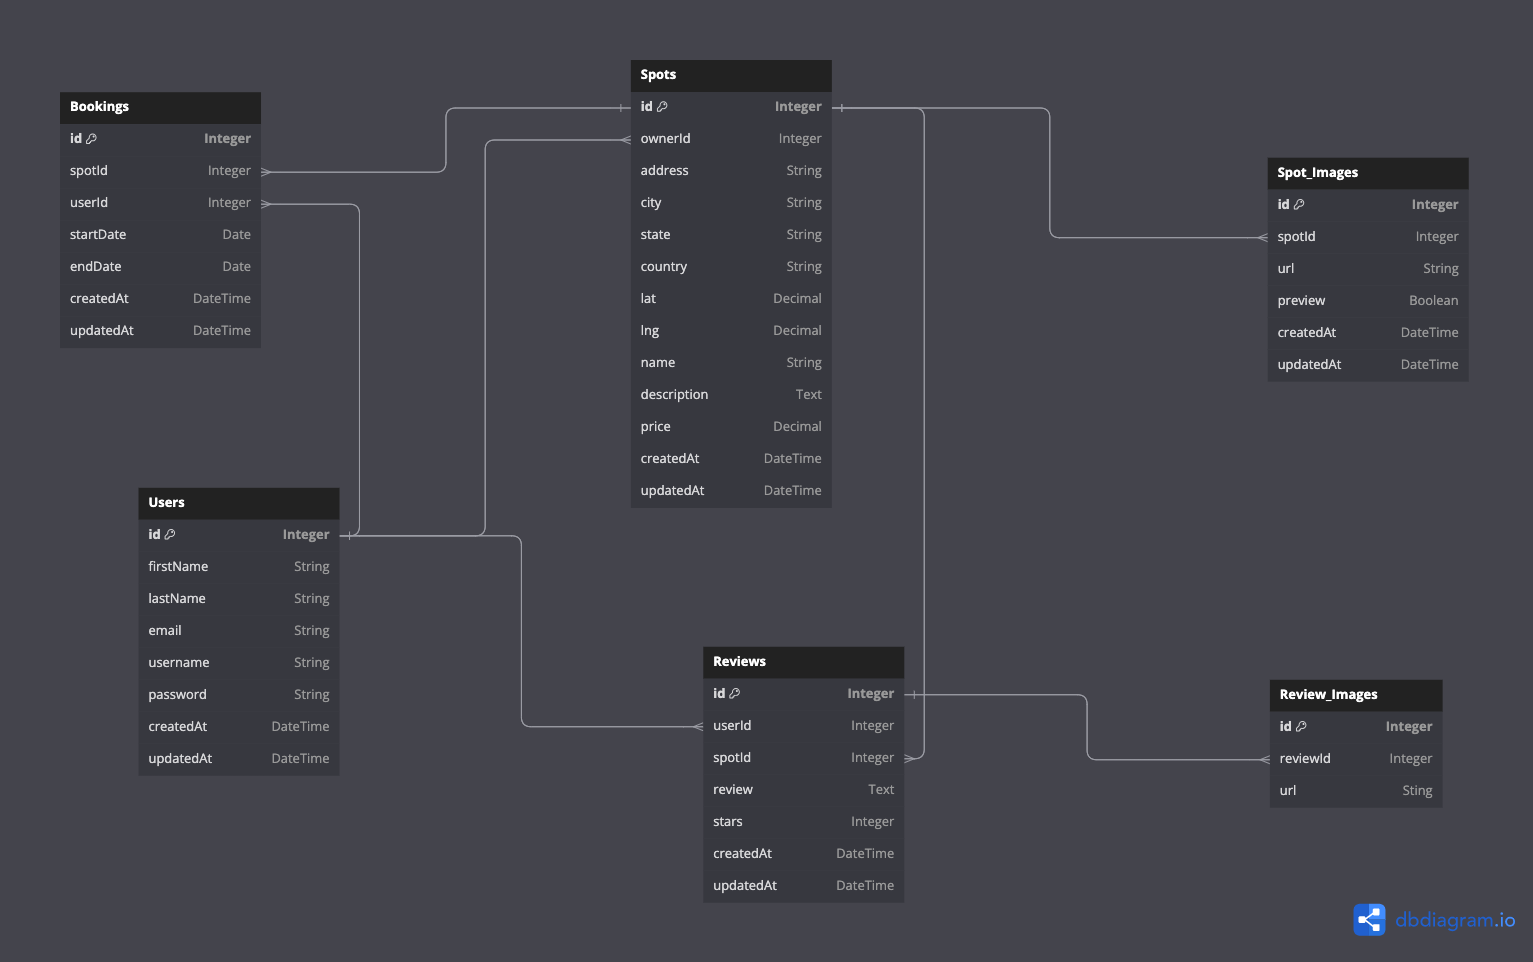 Bookings
id Integer
spotId Integer
userId Integer
startDate Date
endDate Date
createdAt DateTime
updatedAt DateTime
Spots
id Integer
ownerId Integer
address String
city String
state String
country String
lat Decimal
lng Decimal
name String
description Text
price Decimal
createdAt DateTime
updatedAt DateTime
Spot_Images
id Integer
spotId Integer
url String
preview Boolean
createdAt DateTime
updatedAt DateTime
Users
id Integer
firstName String
lastName String
email String
username String
password String
createdAt DateTime
updatedAt DateTime
Reviews
id Integer
userId Integer
spotId Integer
review Text
stars Integer
createdAt DateTime
updatedAt DateTime
Review_Images
id Integer
reviewId Integer
url Sting
dbdiagram.io